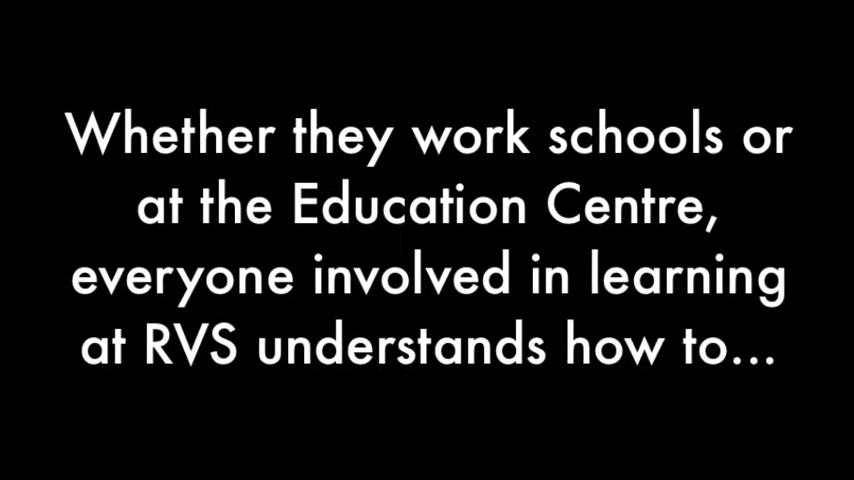 Whether they work schools or
at the Education Centre,
everyone involved in learning
at RVS understands how to...